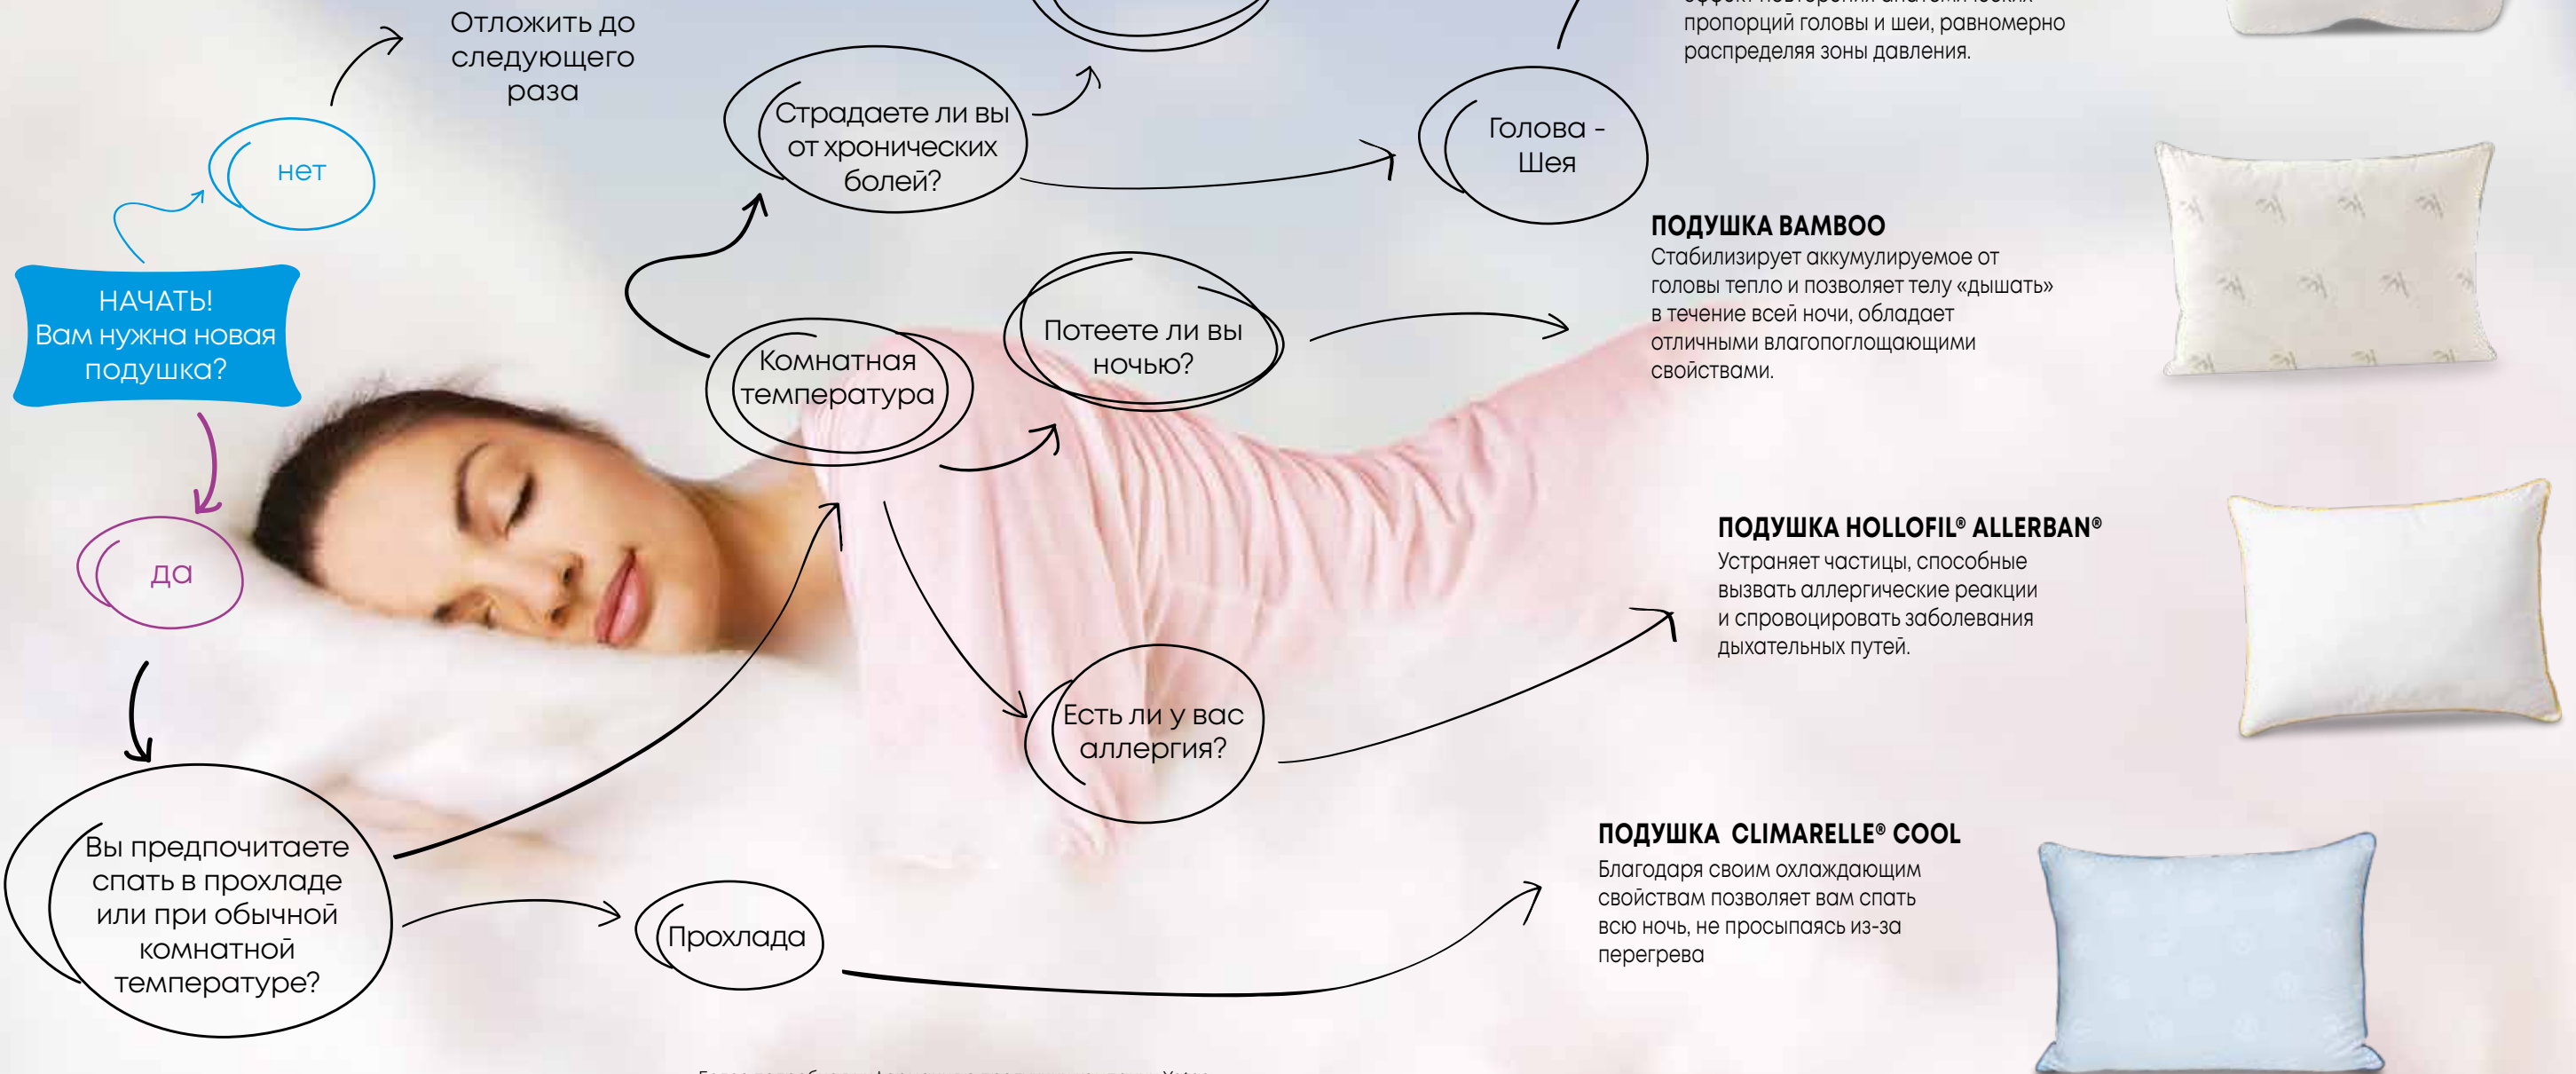 Отложить до
следующего
раза
нет
НАЧАТЬ!
Вам нужна новая
подушка?
да
Вы предпочитаете
спать в прохладе
или при обычной
комнатной
температуре?
Прохлада
Комнатная
температура
Страдаете ли вы
от хронических
болей?
Потеете ли вы
ночью?
Есть ли у вас
аллергия?
Голова -
Шея
пропорций головы и шеи, равномерно
распределяя зоны давления.
ПОДУШКА BAMBOO
Стабилизирует аккумулируемое от
головы тепло и позволяет телу «дышать»
в течение всей ночи, обладает
отличными влагопоглощающими
свойствами.
ПОДУШКА HOLLOFIL® ALLERBAN®
Устраняет частицы, способные
вызвать аллергические реакции
и спровоцировать заболевания
дыхательных путей.
ПОДУШКА CLIMARELLE® COOL
Благодаря своим охлаждающим
свойствам позволяет вам спать
всю ночь, не просыпаясь из-за
перегрева